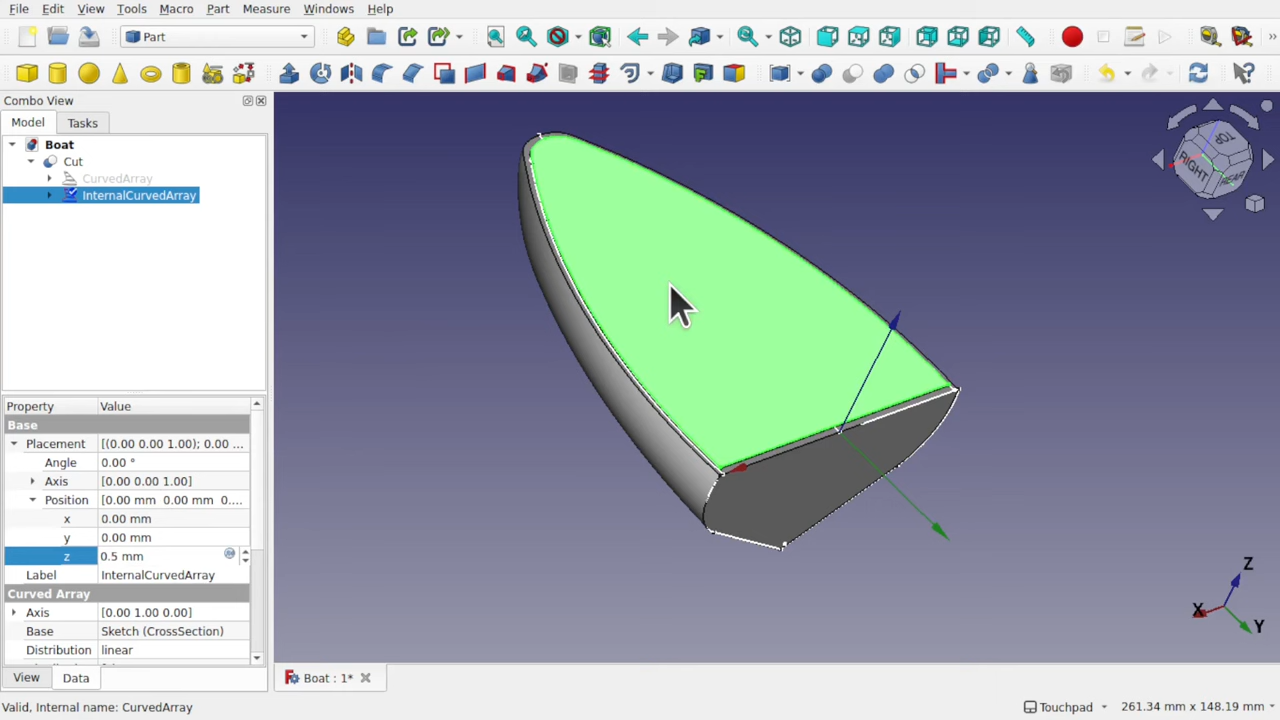 File Edit View Tools Macro Part Measure Windows Help
Part
»
Combo View
Model Tasks
Boat
Cut
CurvedArray
InternalCurvedArray
Property Value
Base
Placement [(0.00 0.00 1.00); 0.00 ...
Angle 0.00 °
Axis [0.00 0.00 1.00]
Position [0.00 mm 0.00 mm 0....
x 0.00 mm
y 0.00 mm
z 0.5 mm
Label InternalCurvedArray
Curved Array
Axis [0.00 1.00 0.00]
Base Sketch (CrossSection)
Distribution linear
View Data
TOP
RIGHT
REAR
Z
X
Y
Boat : 1*
Valid, Internal name: CurvedArray
Touchpad 261.34 mm x 148.19 mm